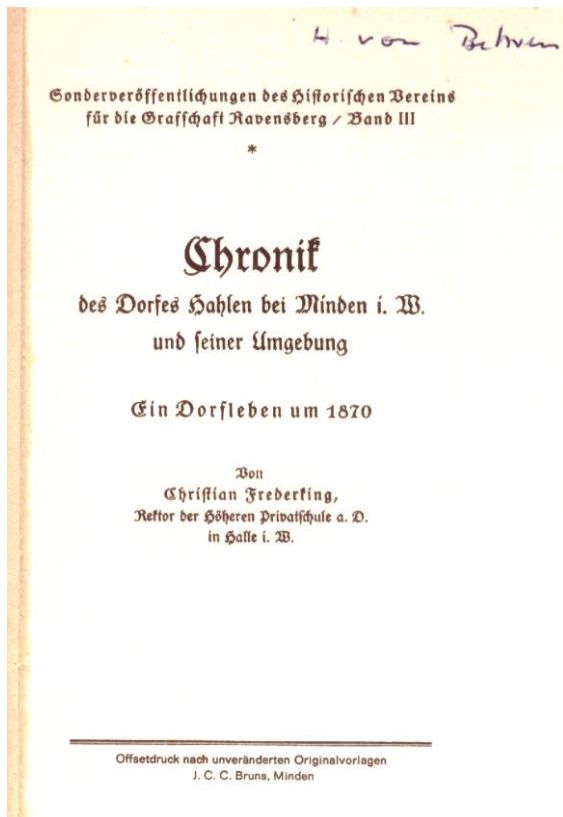 H. von
Sonderveröffentlichungen des Historischen Vereins
für die Grafschaft Ravensberg / Band III
*
Chronik
des Dorfes Hahlen bei Minden i. W.
und seiner Umgebung
Ein Dorfleben um 1870
Von
Christian Frederking,
Rektor der Höheren Privatschule a. D.
in Halle i. W.
Offsetdruck nach unveränderten Originalvorlagen
J. C. C. Bruns, Minden